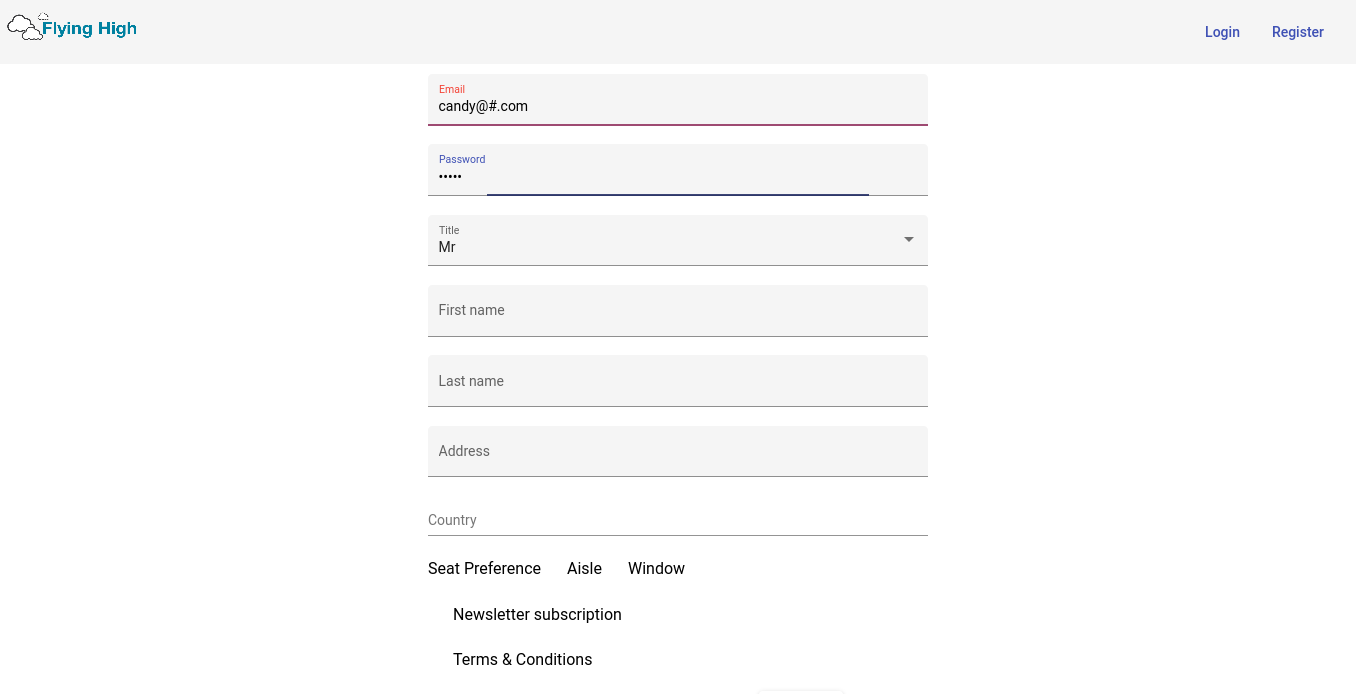 Flying High
Login Register
Email
candy@#.com
Password
•••••
Title
Mr
First name
Last name
Address
Country
Seat Preference Aisle Window
Newsletter subscription
Terms & Conditions